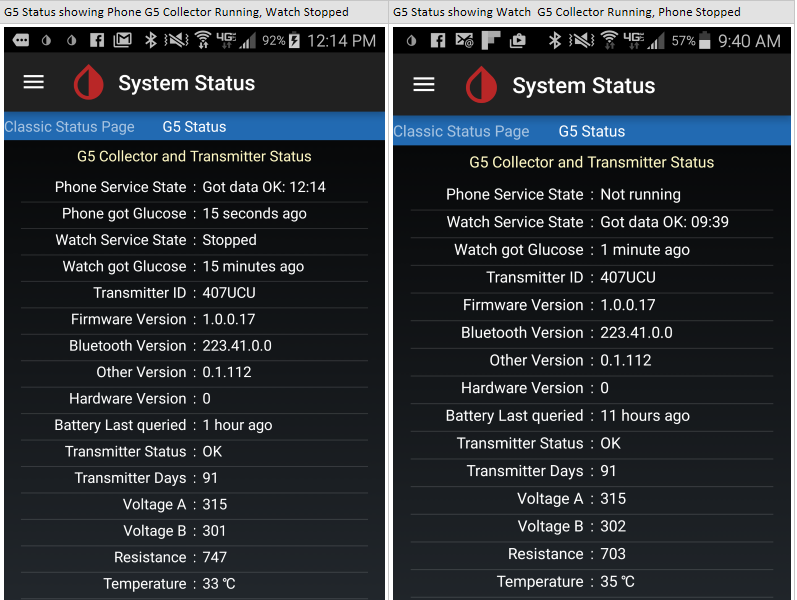 G5 Status showing Phone G5 Collector Running, Watch Stopped
92% 12:14 PM
System Status
Classic Status Page G5 Status
G5 Collector and Transmitter Status
Phone Service State : Got data OK: 12:14
Phone got Glucose : 15 seconds ago
Watch Service State : Stopped
Watch got Glucose : 15 minutes ago
Transmitter ID : 407UCU
Firmware Version : 1.0.0.17
Bluetooth Version : 223.41.0.0
Other Version : 0.1.112
Hardware Version : 0
Battery Last queried : 1 hour ago
Transmitter Status : OK
Transmitter Days : 91
Voltage A : 315
Voltage B : 301
Resistance : 747
Temperature : 33 ℃
G5 Status showing Watch  G5 Collector Running, Phone Stopped
4G 57% 9:40 AM
System Status
Classic Status Page G5 Status
G5 Collector and Transmitter Status
Phone Service State : Not running
Watch Service State : Got data OK: 09:39
Watch got Glucose : 1 minute ago
Transmitter ID : 407UCU
Firmware Version : 1.0.0.17
Bluetooth Version : 223.41.0.0
Other Version : 0.1.112
Hardware Version : 0
Battery Last queried : 11 hours ago
Transmitter Status : OK
Transmitter Days : 91
Voltage A : 315
Voltage B : 302
Resistance : 703
Temperature : 35 ℃